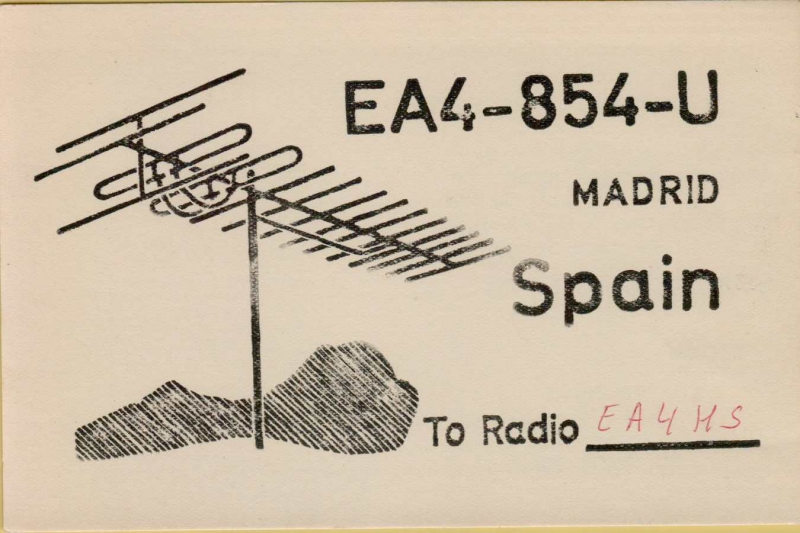 EA4-854-U
MADRID
Spain
To Radio EA4HS